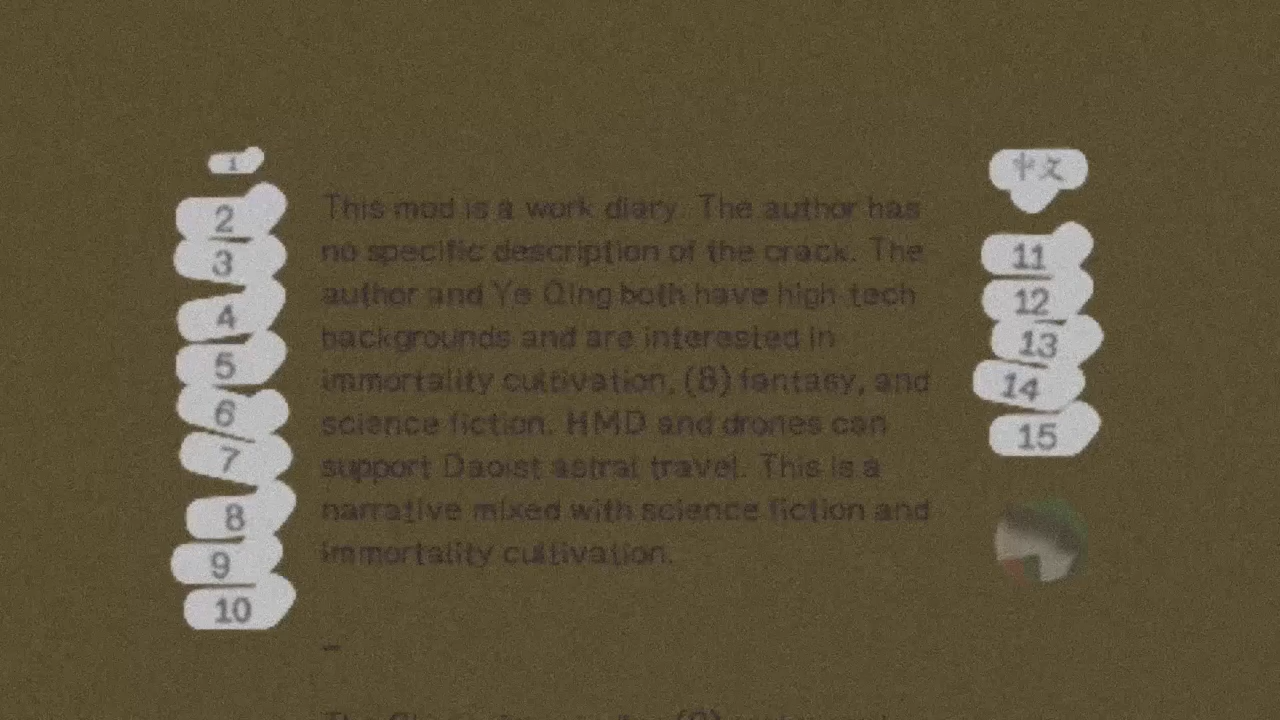 1
2
3
4
5
6
7
8
9
10
This mod is a work diary. The author has
no specific description of the crack. The
author and Ye Qing both have high-tech
backgrounds and are interested in
immortality cultivation, (8) fantasy, and
science fiction. HMD and drones can
support Daoist astral travel. This is a
narrative mixed with science fiction and
immortality cultivation.
–
中文
11
12
13
14
15